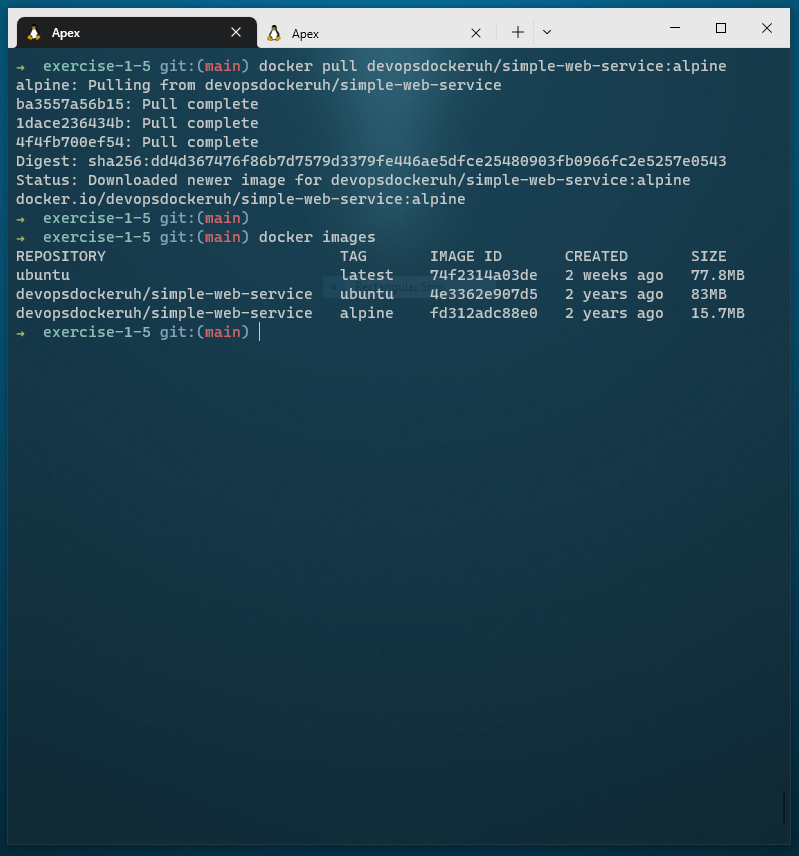 Apex
Apex
→ exercise-1-5 git:(main) docker pull devopsdockeruh/simple-web-service:alpine
alpine: Pulling from devopsdockeruh/simple-web-service
ba3557a56b15: Pull complete
1dace236434b: Pull complete
4f4fb700ef54: Pull complete
Digest: sha256:dd4d367476f86b7d7579d3379fe446ae5dfce25480903fb0966fc2e5257e0543
Status: Downloaded newer image for devopsdockeruh/simple-web-service:alpine
docker.io/devopsdockeruh/simple-web-service:alpine
→ exercise-1-5 git:(main)
→ exercise-1-5 git:(main) docker images
REPOSITORY TAG IMAGE ID CREATED SIZE
ubuntu latest 74f2314a03de 2 weeks ago 77.8MB
Rectangular Snip
devopsdockeruh/simple-web-service ubuntu 4e3362e907d5 2 years ago 83MB
devopsdockeruh/simple-web-service alpine fd312adc88e0 2 years ago 15.7MB
→ exercise-1-5 git:(main)